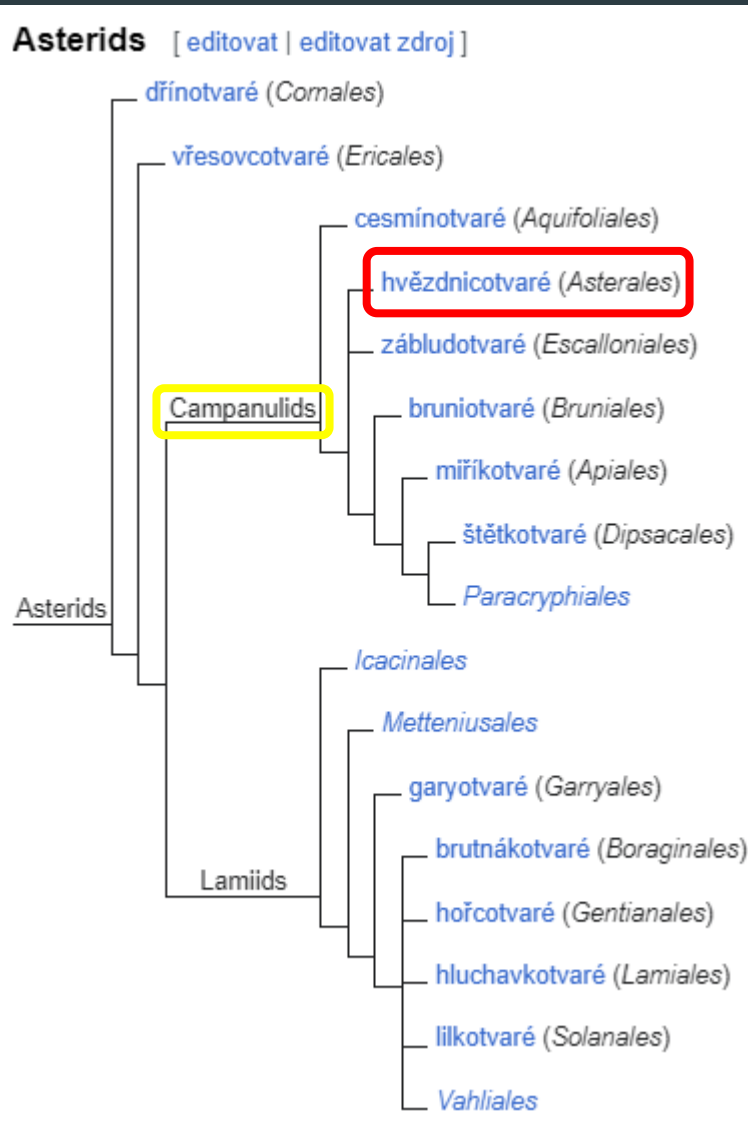 Asterids [ editovat | editovat zdroj ]
dřínotvaré (Cornales)
vřesovcotvaré (Ericales)
cesmínotvaré (Aquifoliales)
hvězdnicotvaré (Asterales)
zábludotvaré (Escalloniales)
Campanulids
bruniotvaré (Bruniales)
miříkotvaré (Apiales)
štětkotvaré (Dipsacales)
Paracryphiales
Asterids
Icacinales
Metteniusales
garyotvaré (Garryales)
brutnákotvaré (Boraginales)
Lamiids
hořcotvaré (Gentianales)
hluchavkotvaré (Lamiales)
lilkotvaré (Solanales)
Vahliales